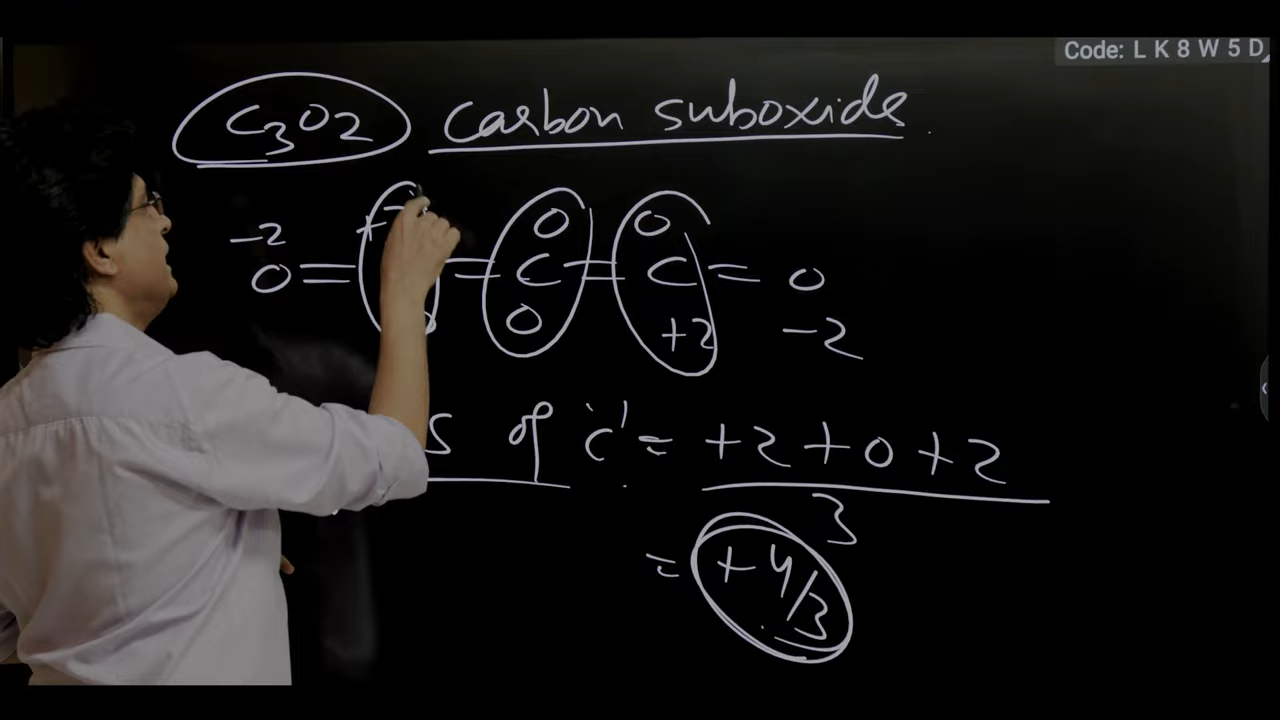 Code: L K 8 W 5 D
C3O2 carbon suboxide
-2 0 0
O = = C = C = O
0 +2 -2
s of 'c' = +2 + 0 + 2
3
= +4/3